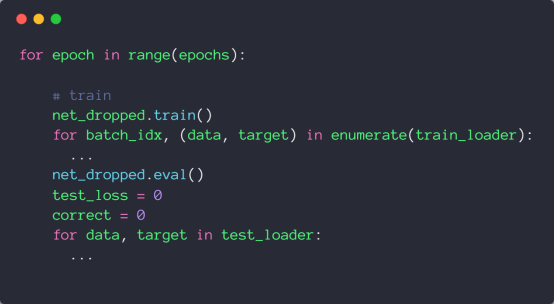 for epoch in range(epochs):
# train
net_dropped.train()
for batch_idx, (data, target) in enumerate(train_loader):
...
net_dropped.eval()
test_loss = 0
correct = 0
for data, target in test_loader:
...